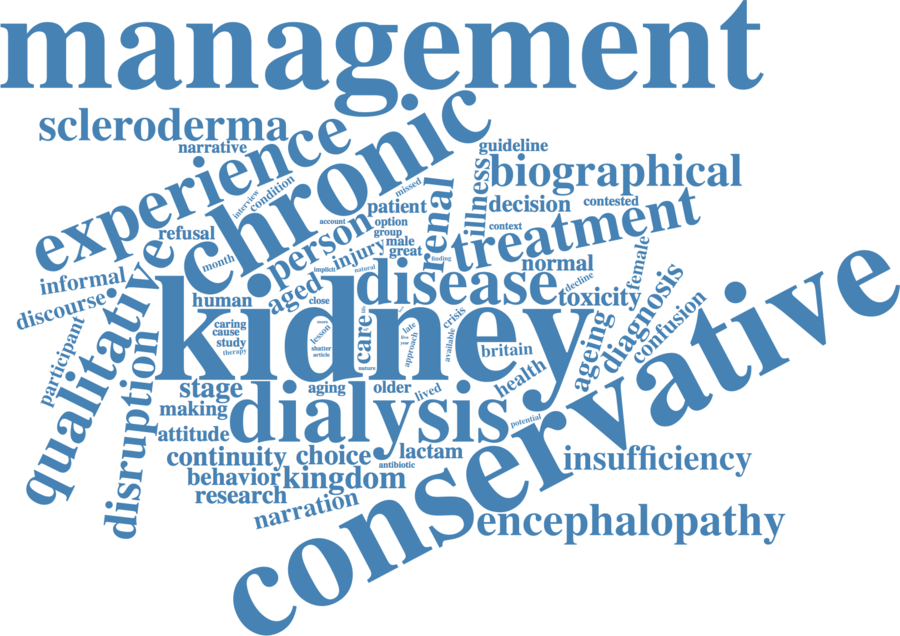 management
scleroderma
narrative
experience
chronic
guideline
biographical
interview
condition
missed
illness
renal
patient
decision
contested
account
option
person
refusal
group
context
treatment
male
great
injury
month
finding
normal
informal
implicit
natural
aged
disease
decline
female
discourse
qualitative
human
close
toxicity
kidney
caring
cause
study
therapy
lesson
shatter
article
care
nature
late
approach
crisis
available
britain
ageing
diagnosis
confusion
participant
disruption
stage
aging
older
lived
health
conservative
making
dialysis
potential
attitude
continuity
choice
lactam
antibiotic
insufficiency
behavior
kingdom
research
narration
encephalopathy